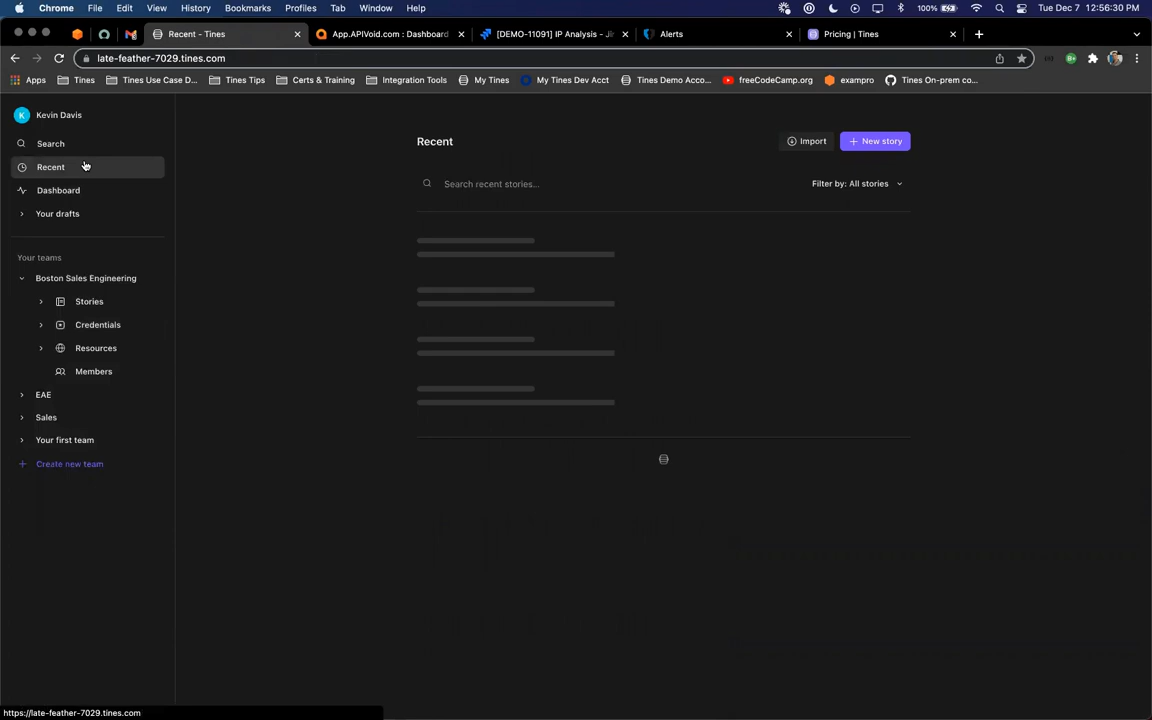 Chrome File Edit View History Bookmarks Profiles Tab Window Help 100% Tue Dec 7 12:56:30 PM
Recent - Tines App.APIVoid.com : Dashboard [DEMO-11091] IP Analysis - Ji Alerts Pricing | Tines
late-feather-7029.tines.com
Apps Tines Tines Use Case D... Tines Tips Certs & Training Integration Tools My Tines My Tines Dev Acct Tines Demo Acco... freeCodeCamp.org exampro Tines On-prem co...
K Kevin Davis
Search
Recent
Dashboard
Your drafts
Your teams
Boston Sales Engineering
Stories
Credentials
Resources
Members
EAE
Sales
Your first team
Create new team
Recent Import New story
Search recent stories... Filter by: All stories
https://late-feather-7029.tines.com